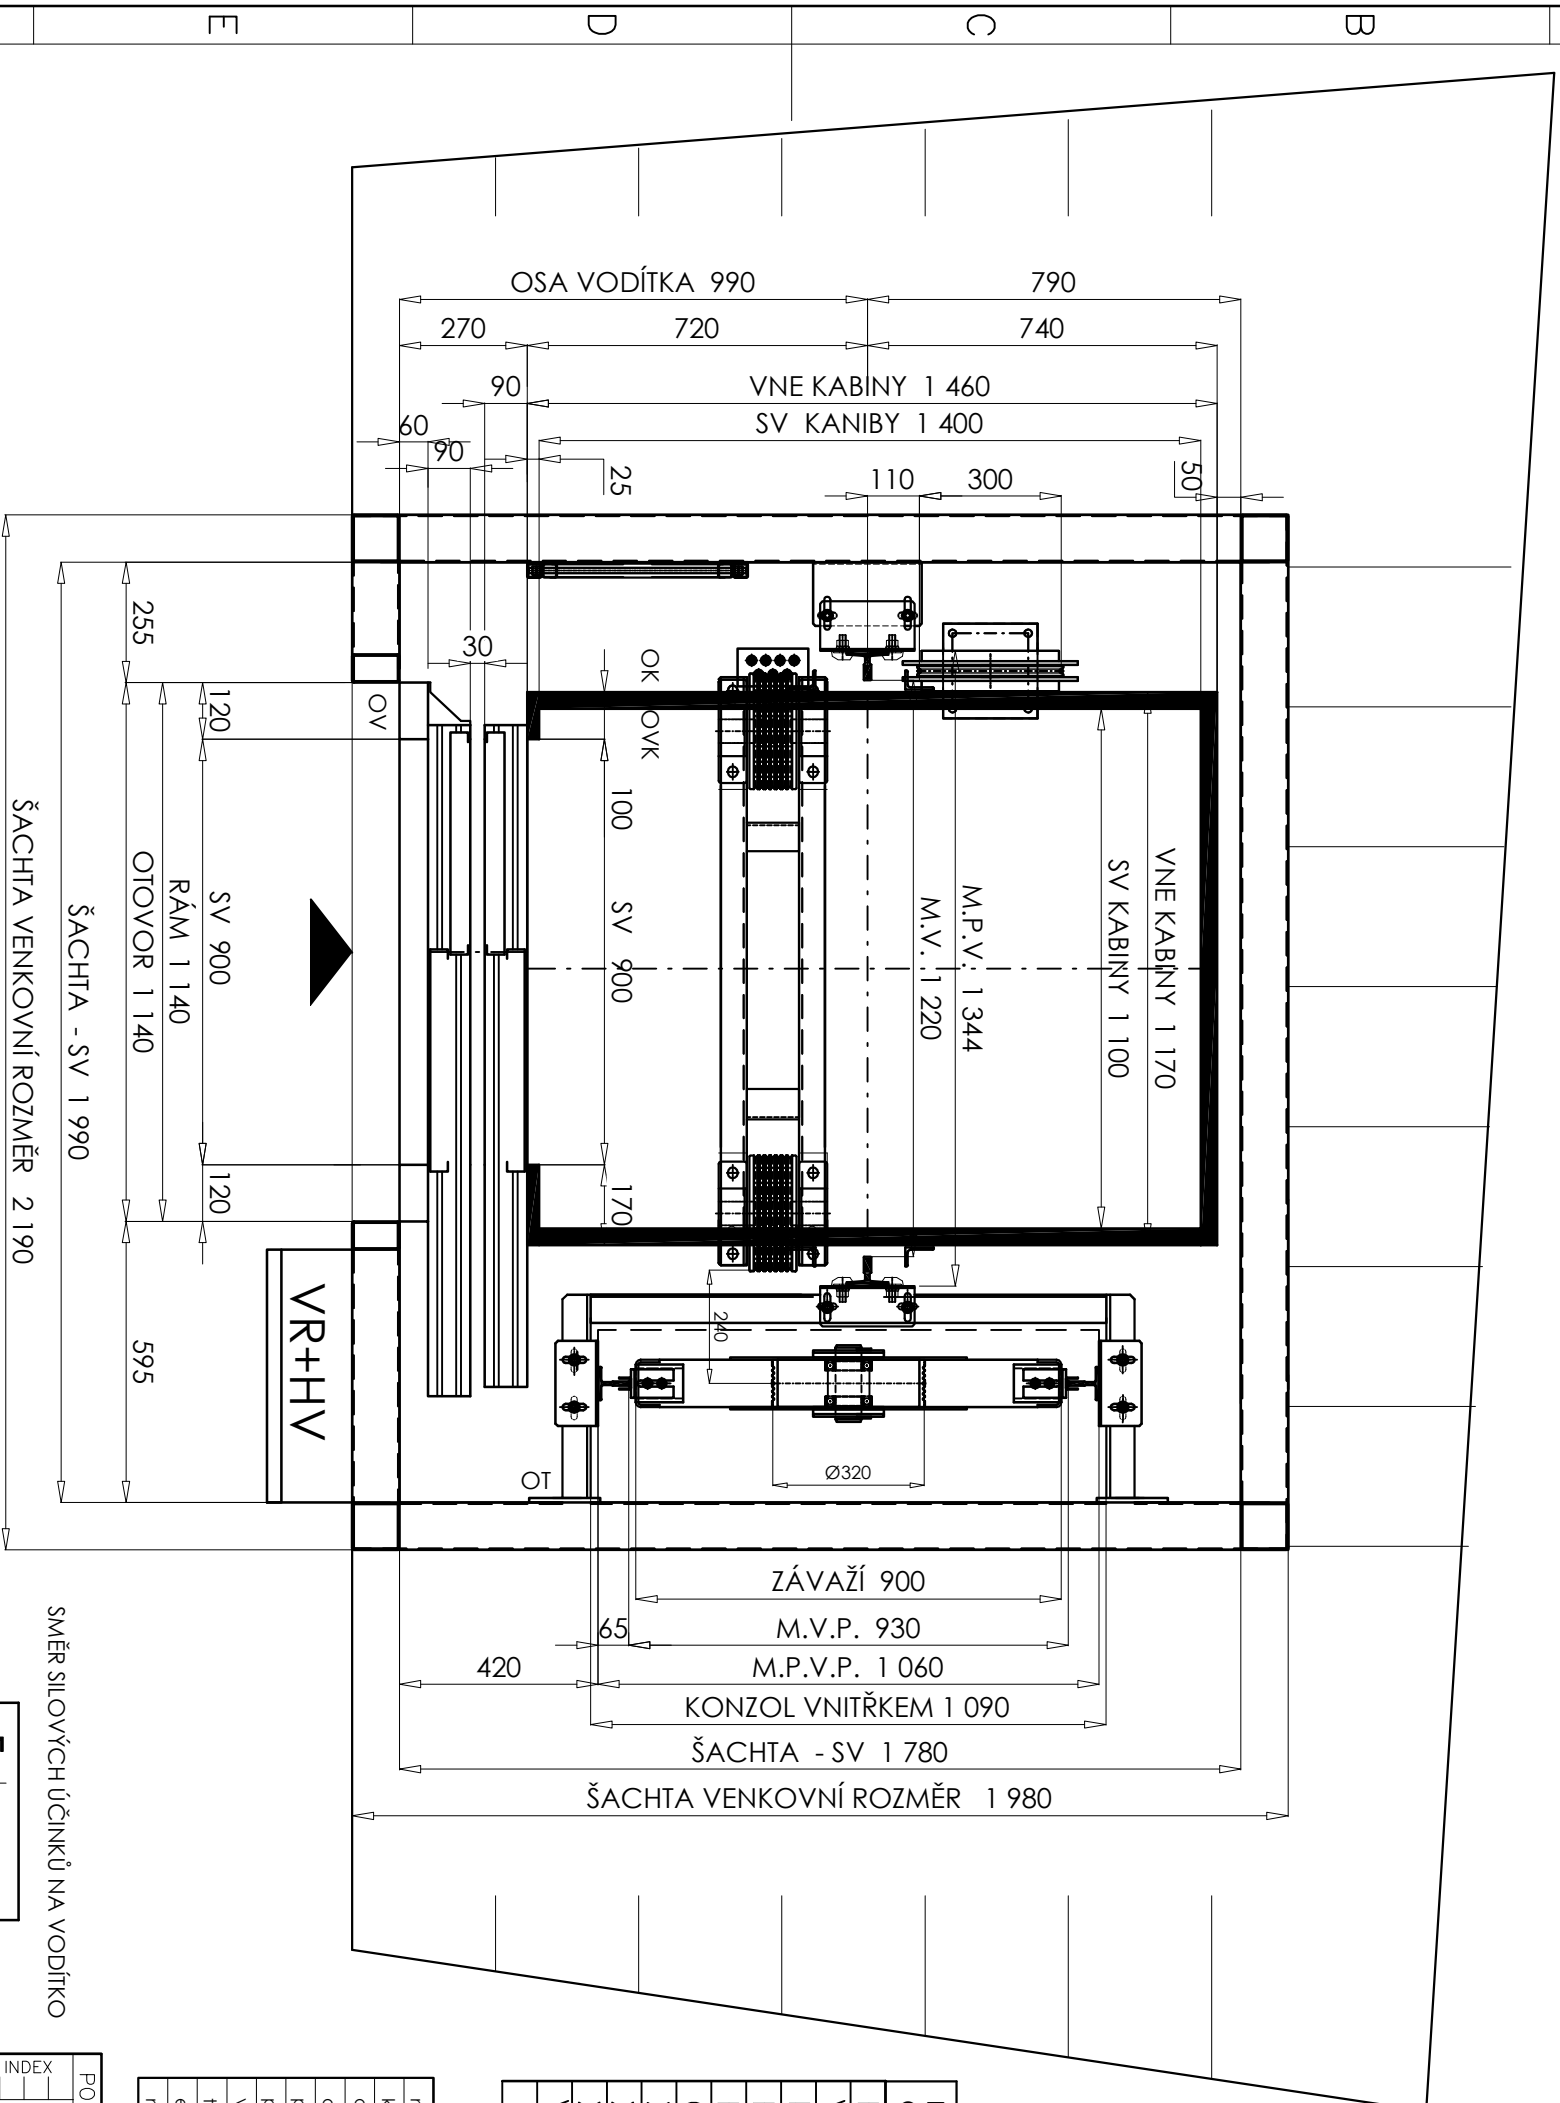 E
D
C
B
OSA VODÍTKA 990
790
270
720
740
90
VNE KABINY 1 460
60
SV KANIBY 1 400
90
25
110
300
50
255
30
OK
OVK
120
OV
100
VNE KABINY 1 170
SV KABINY 1 100
M.P.V. 1 344
M.V. 1 220
SV 900
SV 900
RÁM 1 140
OTOVOR 1 140
ŠACHTA - SV 1 990
ŠACHTA VENKOVNÍ ROZMĚR 2 190
120
170
240
595
VR+HV
Ø320
OT
ZÁVAŽÍ 900
65
M.V.P. 930
420
M.P.V.P. 1 060
KONZOL VNITŘKEM 1 090
ŠACHTA - SV 1 780
ŠACHTA VENKOVNÍ ROZMĚR 1 980
SMĚR SILOVÝCH ÚČINKŮ NA VODÍTKO
INDEX
PO